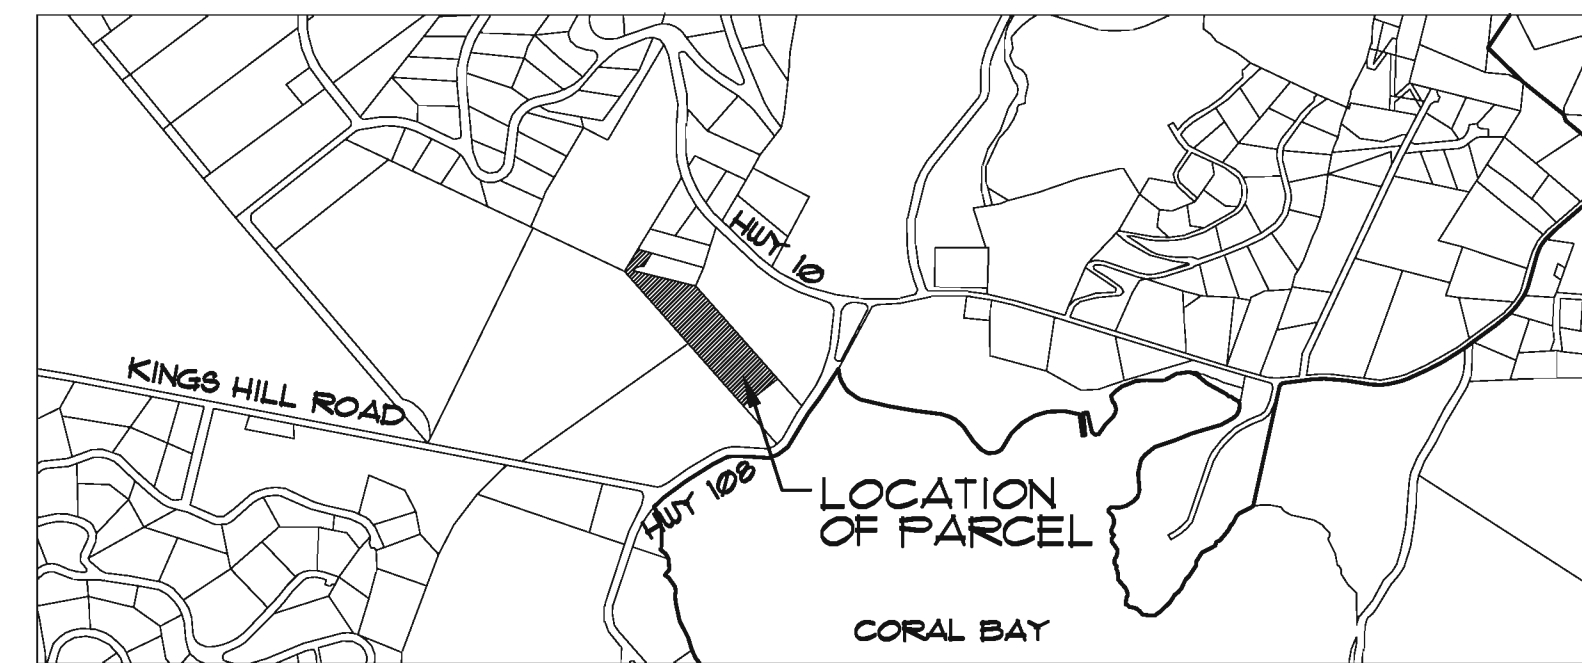 HWY 10
KINGS HILL ROAD
HWY 108
LOCATION
OF PARCEL
CORAL BAY